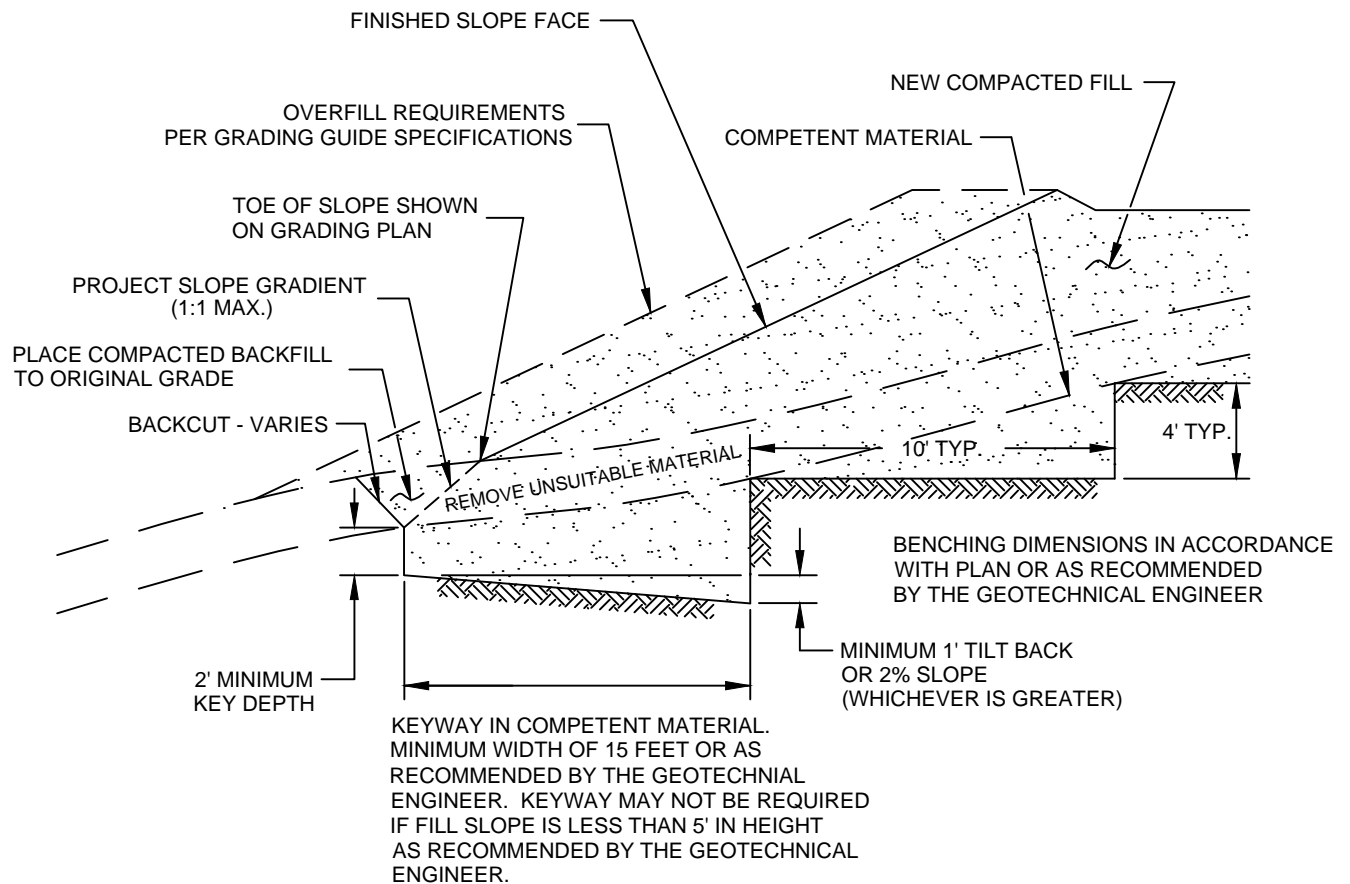 FINISHED SLOPE FACE
NEW COMPACTED FILL
OVERFILL REQUIREMENTS
PER GRADING GUIDE SPECIFICATIONS
COMPETENT MATERIAL
TOE OF SLOPE SHOWN
ON GRADING PLAN
PROJECT SLOPE GRADIENT
(1:1 MAX.)
PLACE COMPACTED BACKFILL
TO ORIGINAL GRADE
BACKCUT - VARIES
REMOVE UNSUITABLE MATERIAL
10' TYP.
4' TYP.
BENCHING DIMENSIONS IN ACCORDANCE
WITH PLAN OR AS RECOMMENDED
BY THE GEOTECHNICAL ENGINEER
2' MINIMUM
KEY DEPTH
MINIMUM 1' TILT BACK
OR 2% SLOPE
(WHICHEVER IS GREATER)
KEYWAY IN COMPETENT MATERIAL.
MINIMUM WIDTH OF 15 FEET OR AS
RECOMMENDED BY THE GEOTECHNIAL
ENGINEER. KEYWAY MAY NOT BE REQUIRED
IF FILL SLOPE IS LESS THAN 5' IN HEIGHT
AS RECOMMENDED BY THE GEOTECHNICAL
ENGINEER.